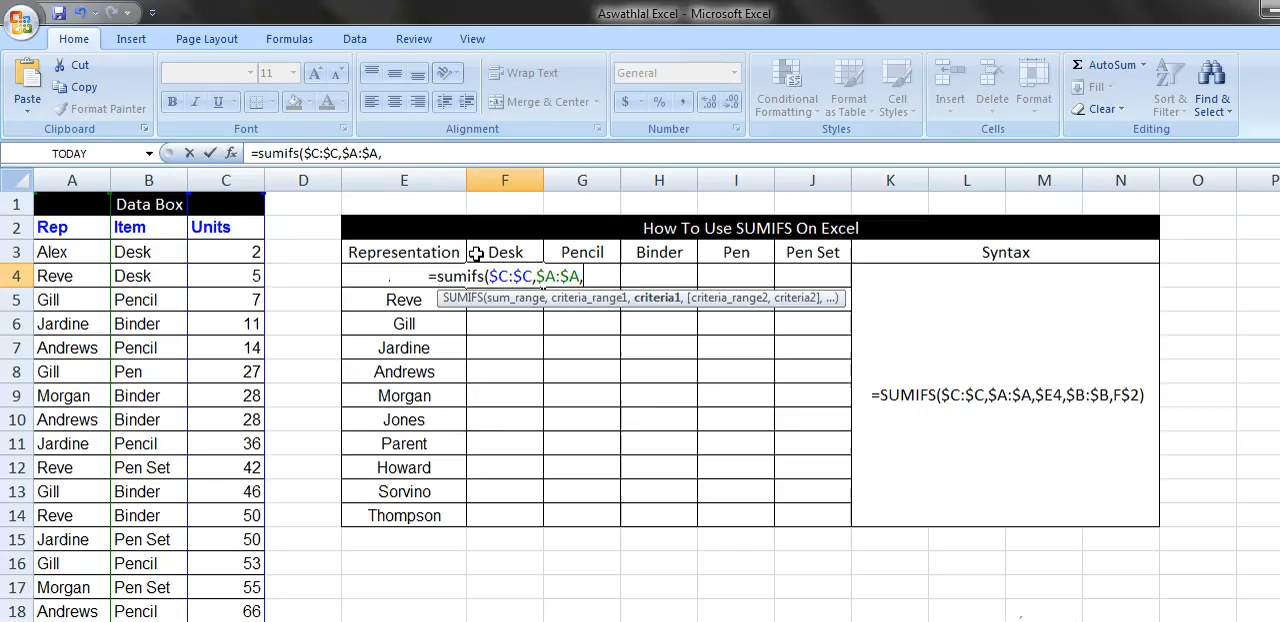 Aswathlal Excel - Microsoft Excel
Home Insert Page Layout Formulas Data Review View
Paste Cut Copy Format Painter
11 B I U
Wrap Text Merge & Center
General $ % ,
Conditional Formatting Format as Table Cell Styles
Insert Delete Format
Σ AutoSum Fill Clear Sort & Filter Find & Select
Clipboard Font Alignment Number Styles Cells Editing
TODAY fx =sumifs($C:$C,$A:$A,
A B C D E F G H I J K L M N O P
1 Data Box
2 Rep Item Units How To Use SUMIFS On Excel
3 Alex Desk 2 Representation Desk Pencil Binder Pen Pen Set Syntax
4 Reve Desk 5 =sumifs($C:$C,$A:$A,
SUMIFS(sum_range, criteria_range1, criteria1, [criteria_range2, criteria2], ...)
5 Gill Pencil 7 Reve
6 Jardine Binder 11 Gill
7 Andrews Pencil 14 Jardine
8 Gill Pen 27 Andrews
9 Morgan Binder 28 Morgan =SUMIFS($C:$C,$A:$A,$E4,$B:$B,F$2)
10 Andrews Binder 28 Jones
11 Jardine Pencil 36 Parent
12 Reve Pen Set 42 Howard
13 Gill Binder 46 Sorvino
14 Reve Binder 50 Thompson
15 Jardine Pen Set 50
16 Gill Pencil 53
17 Morgan Pen Set 55
18 Andrews Pencil 66